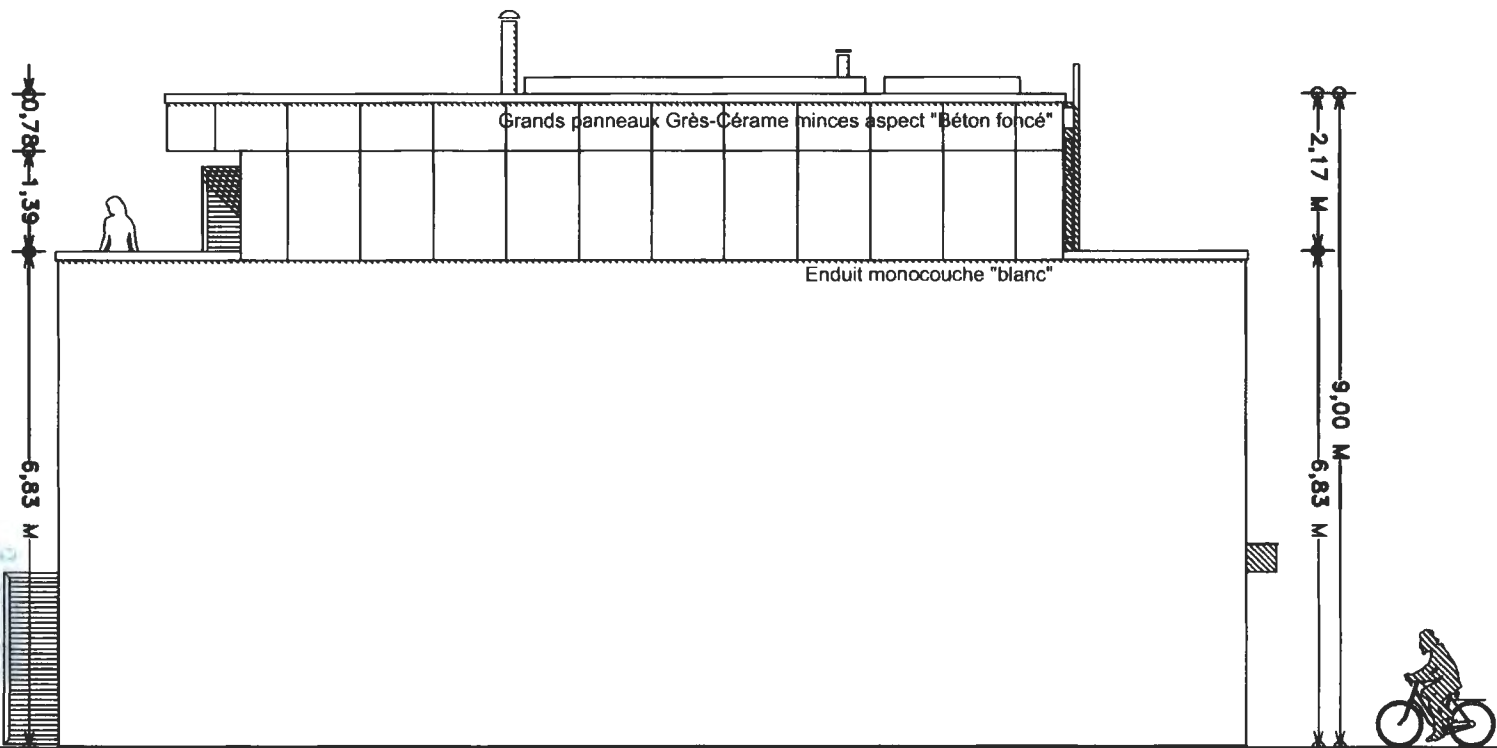 Grands panneaux Grès-Cérame minces aspect "Béton foncé"
Enduit monocouche "blanc"
0,78
1,39
6,83 M
2,17 M
6,83 M
9,00 M